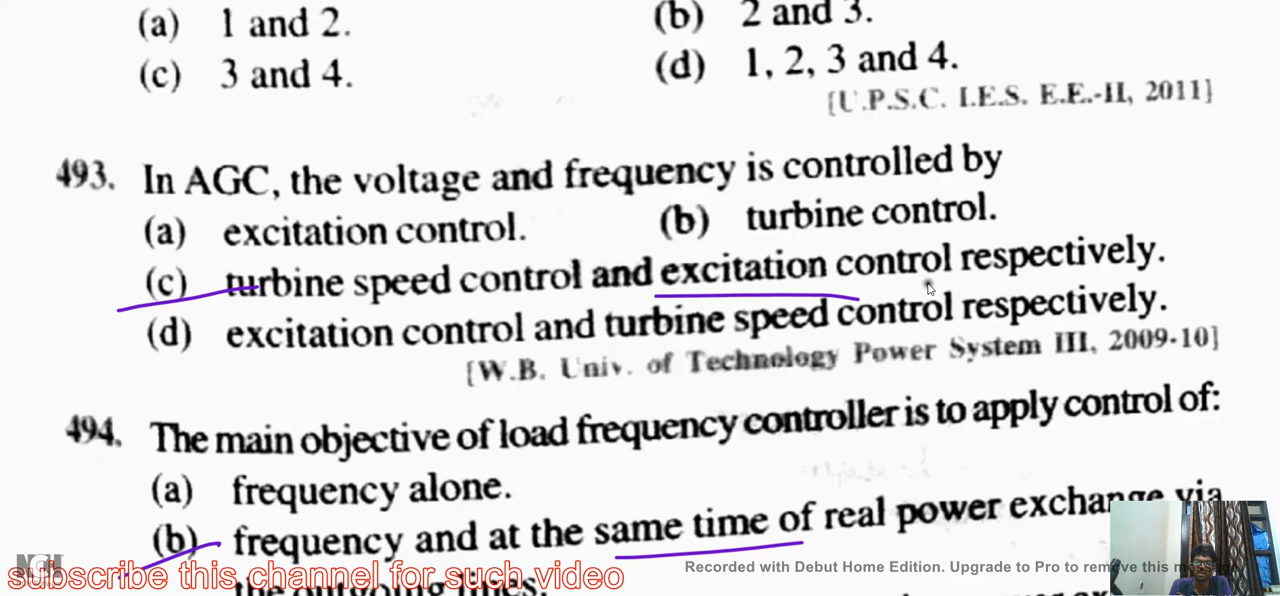 (a) 1 and 2. (b) 2 and 3.
(c) 3 and 4. (d) 1, 2, 3 and 4.
[U.P.S.C. I.E.S. E.E.-II, 2011]
493. In AGC, the voltage and frequency is controlled by
(a) excitation control. (b) turbine control.
(c) turbine speed control and excitation control respectively.
(d) excitation control and turbine speed control respectively.
[W.B. Univ. of Technology Power System III, 2009-10]
494. The main objective of load frequency controller is to apply control of:
(a) frequency alone.
(b) frequency and at the same time of real power exchange via
the outgoing lines.
subscribe this channel for such video
Recorded with Debut Home Edition. Upgrade to Pro to remove this message